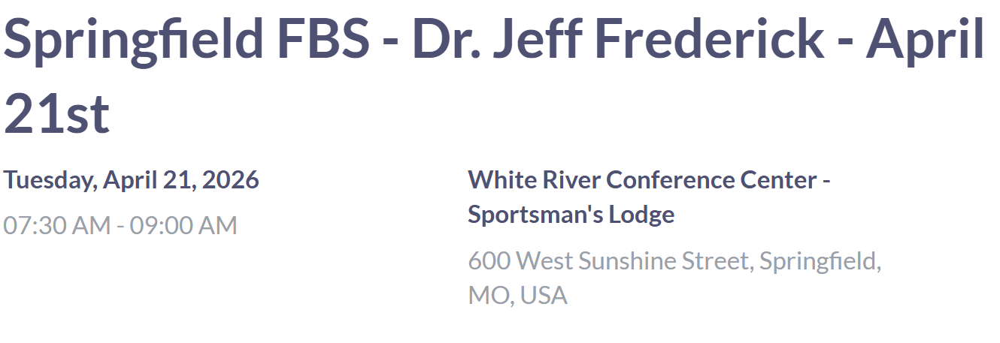 Springfield FBS - Dr. Jeff Frederick - April
21st
Tuesday, April 21, 2026
07:30 AM - 09:00 AM
White River Conference Center -
Sportsman's Lodge
600 West Sunshine Street, Springfield,
MO, USA